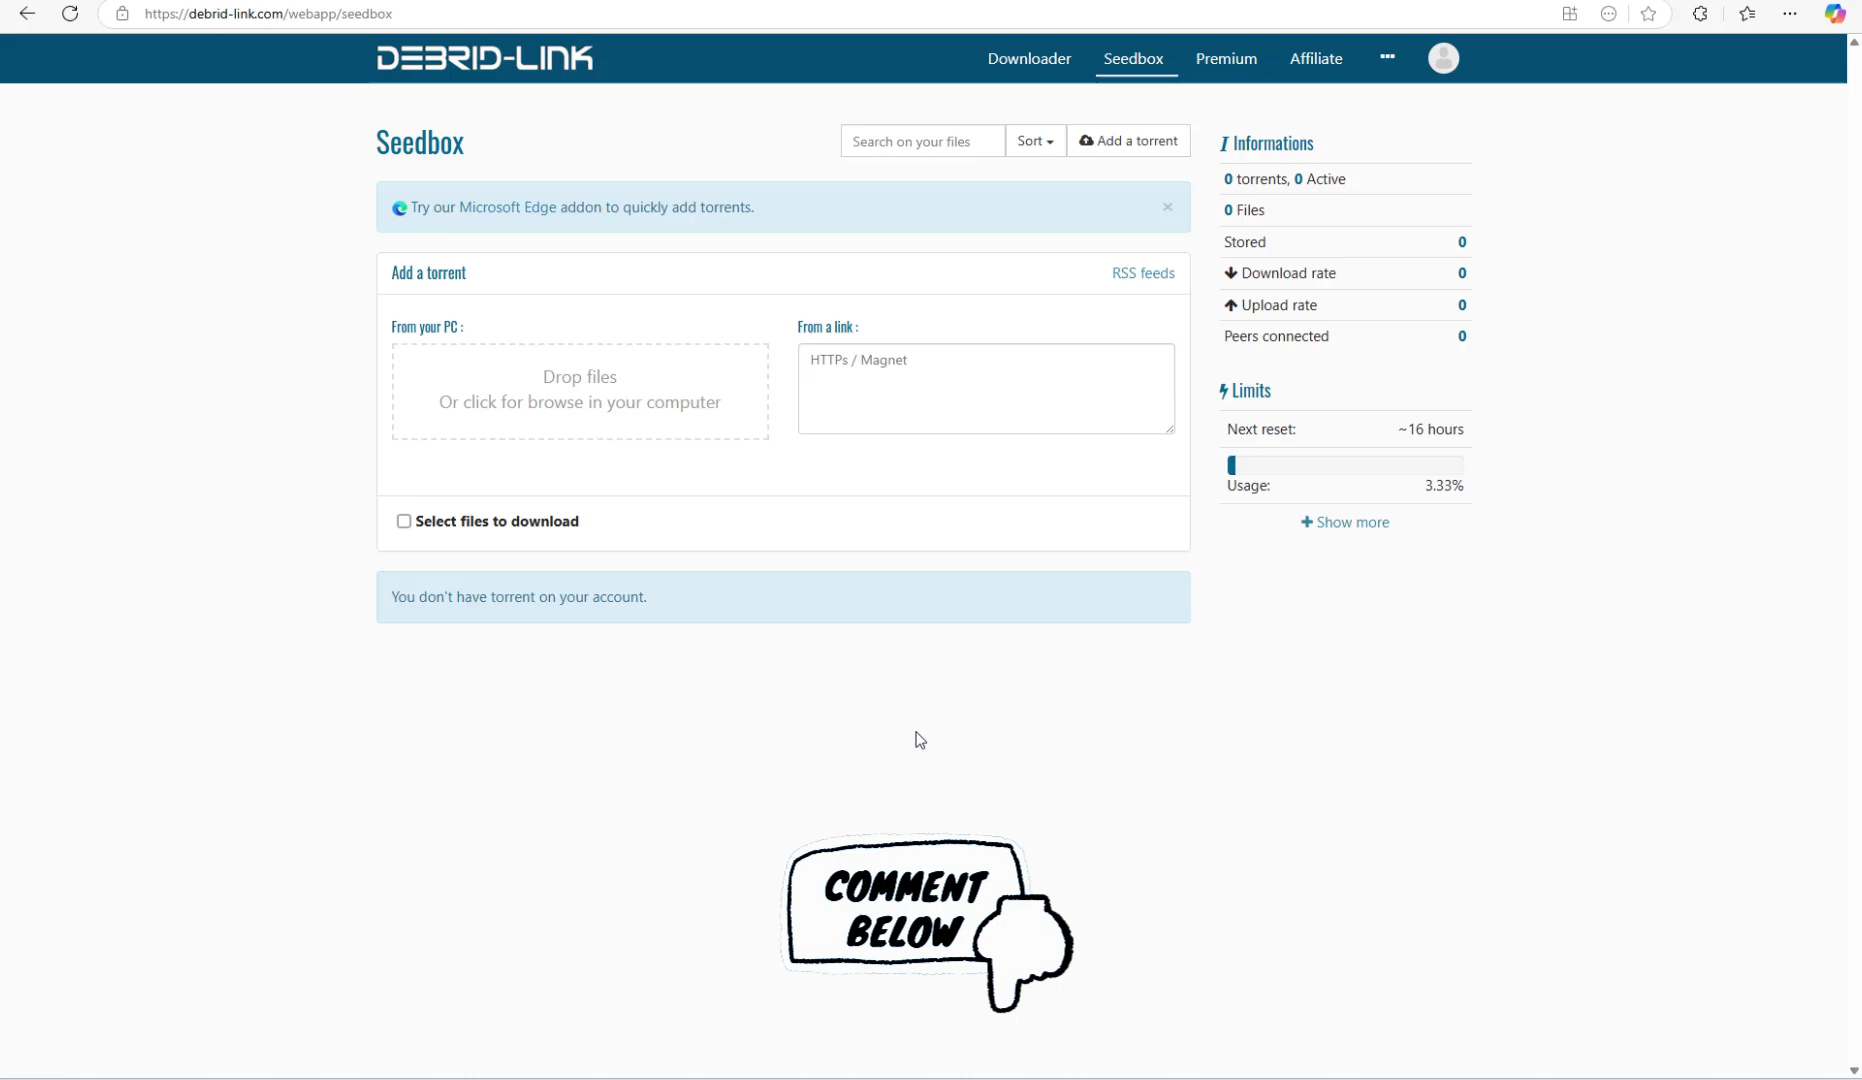 https://debrid-link.com/webapp/seedbox
DEBRID-LINK
Downloader
Seedbox
Premium
Affiliate
Seedbox
Search on your files
Sort
Add a torrent
Try our Microsoft Edge addon to quickly add torrents.
×
Add a torrent
RSS feeds
From your PC :
Drop files
Or click for browse in your computer
From a link :
HTTPs / Magnet
Select files to download
You don't have torrent on your account.
Informations
0 torrents, 0 Active
0 Files
Stored 0
Download rate 0
Upload rate 0
Peers connected 0
Limits
Next reset: ~16 hours
Usage: 3.33%
Show more
COMMENT
BELOW